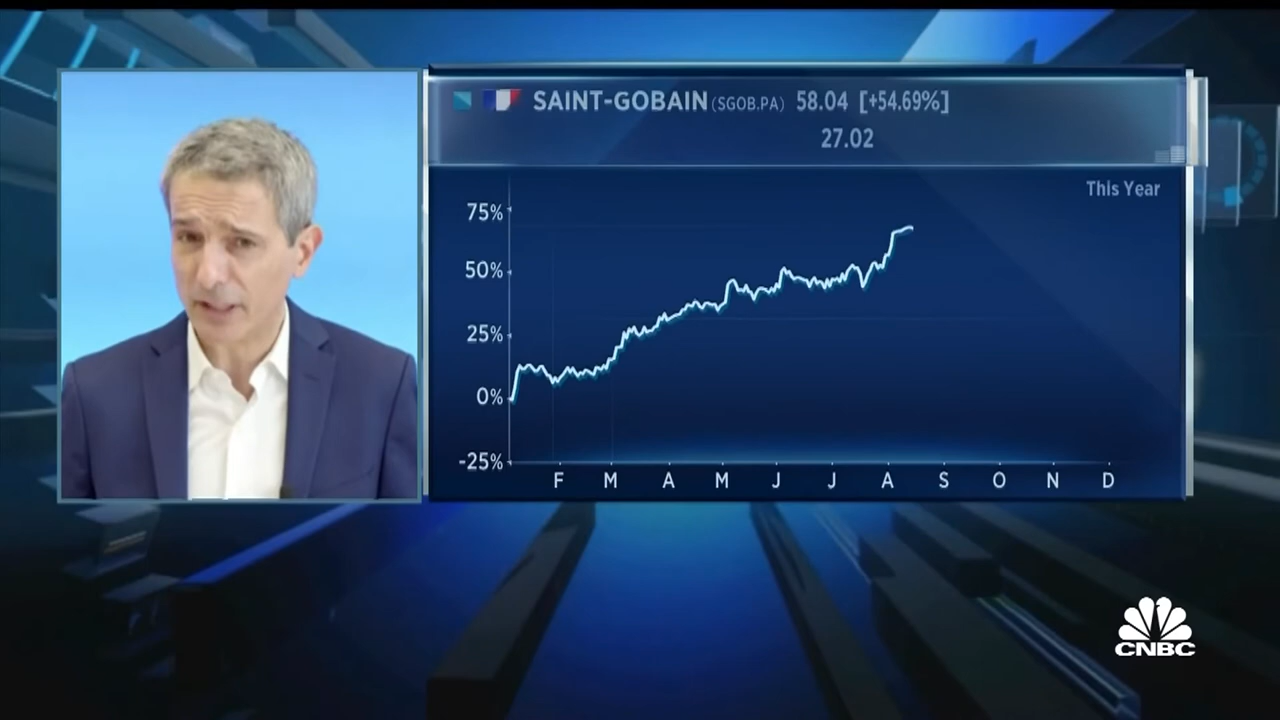 SAINT-GOBAIN (SGOB.PA) 58.04 [+54.69%]
27.02
This Year
75%
50%
25%
0%
-25%
F M A M J J A S O N D
CNBC